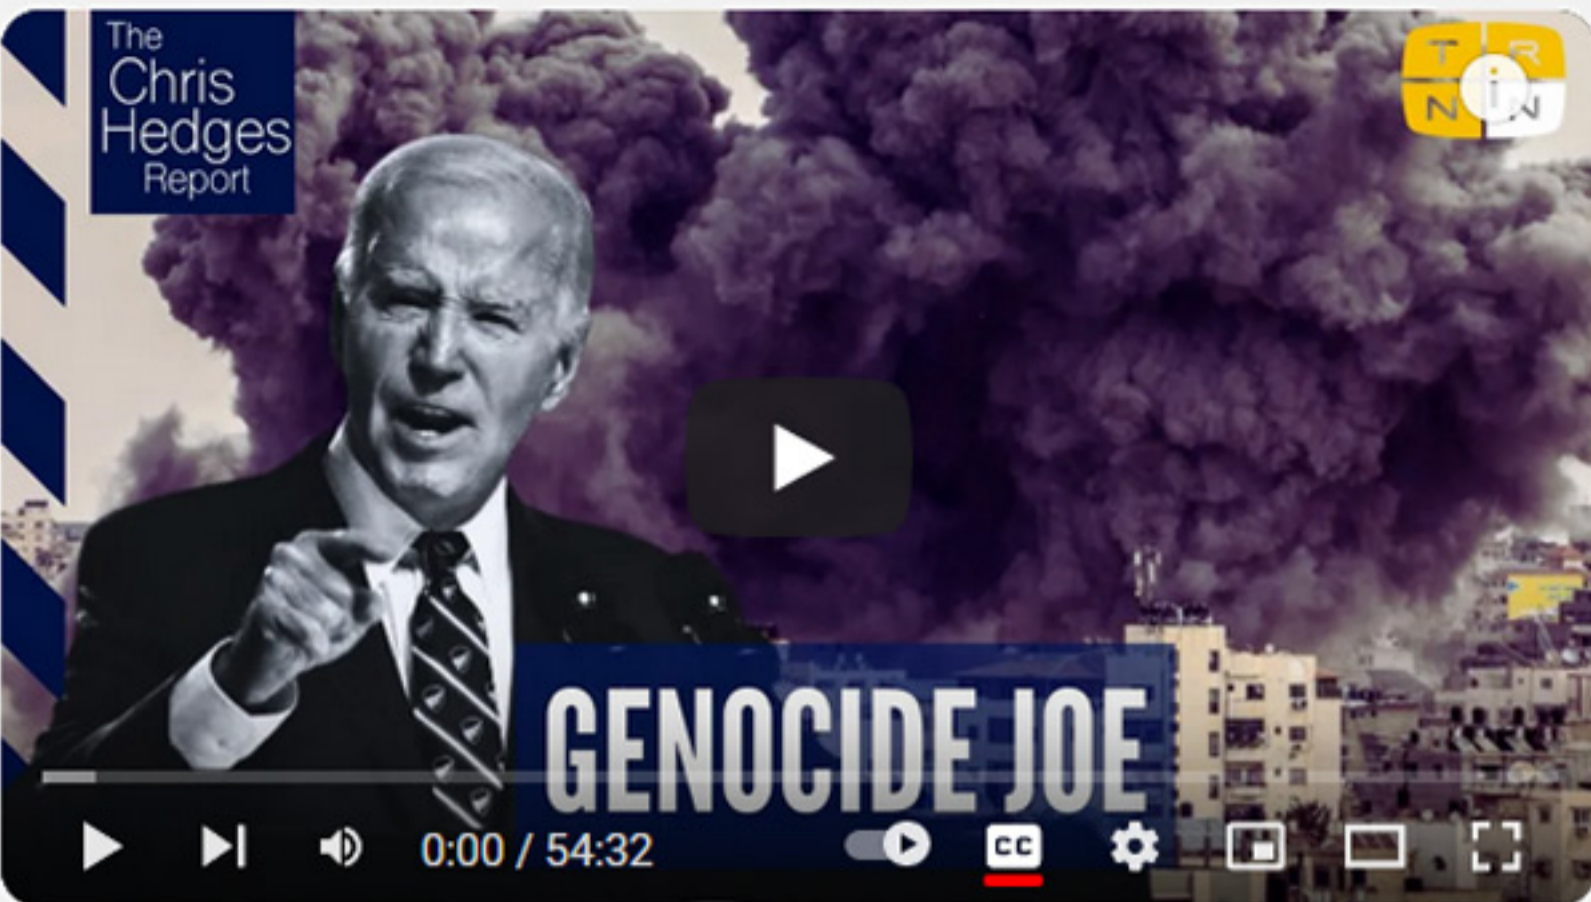 The
Chris
Hedges
Report
T R
N i W
GENOCIDE JOE
0:00 / 54:32
CC